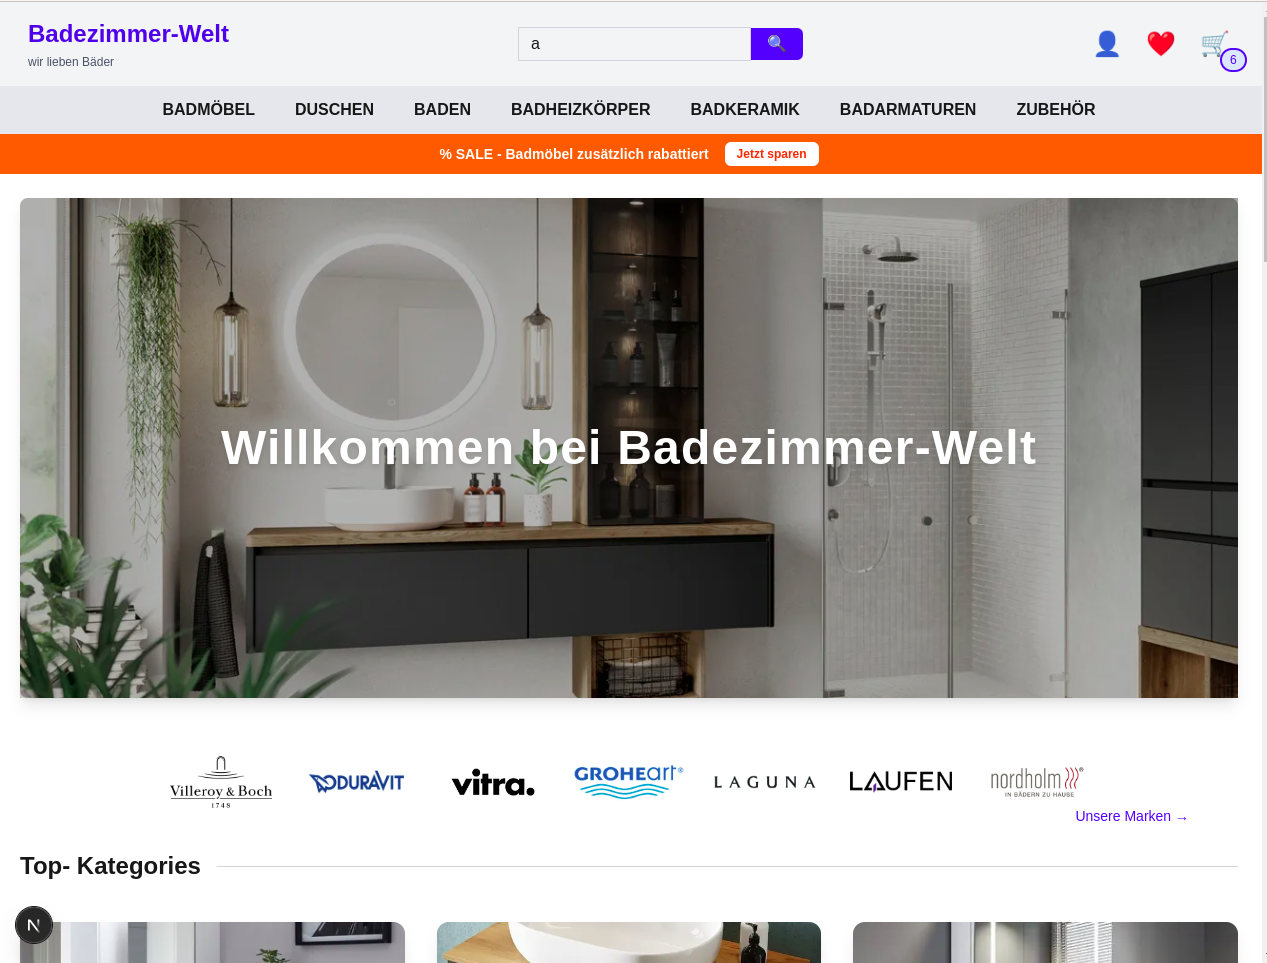 Badezimmer-Welt
wir lieben Bäder
a
6
BADMÖBEL DUSCHEN BADEN BADHEIZKÖRPER BADKERAMIK BADARMATUREN ZUBEHÖR
% SALE - Badmöbel zusätzlich rabattiert Jetzt sparen
Willkommen bei Badezimmer-Welt
Villeroy & Boch
1748
DURAVIT
vitra.
GROHEart®
LAGUNA
LAUFEN
nordholm®
IN BÄDERN ZU HAUSE
Unsere Marken →
Top- Kategories
N